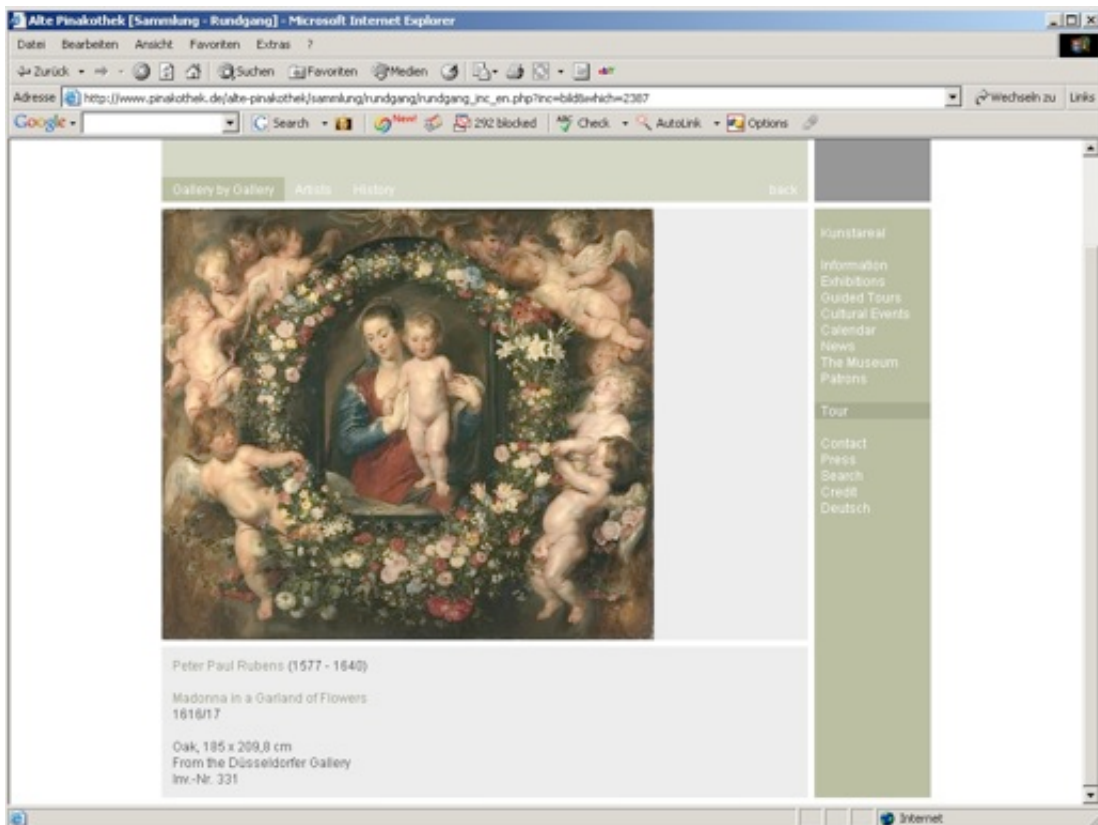 Alte Pinakothek [Sammlung - Rundgang] - Microsoft Internet Explorer
Datei Bearbeiten Ansicht Favoriten Extras ?
Zurück Suchen Favoriten Medien
Adresse http://www.pinakothek.de/alte-pinakothek/sammlung/rundgang/rundgang_inc_en.php?inc=bild&which=2387 Wechseln zu Links
Google Search New! 292 blocked ABC Check AutoLink Options
Gallery by Gallery Artists History back
Kunstareal
Information
Exhibitions
Guided Tours
Cultural Events
Calendar
News
The Museum
Patrons
Tour
Contact
Press
Search
Credit
Deutsch
Peter Paul Rubens (1577 - 1640)
Madonna in a Garland of Flowers
1616/17
Oak, 185 x 209,8 cm
From the Düsseldorfer Gallery
Inv.-Nr. 331
Internet